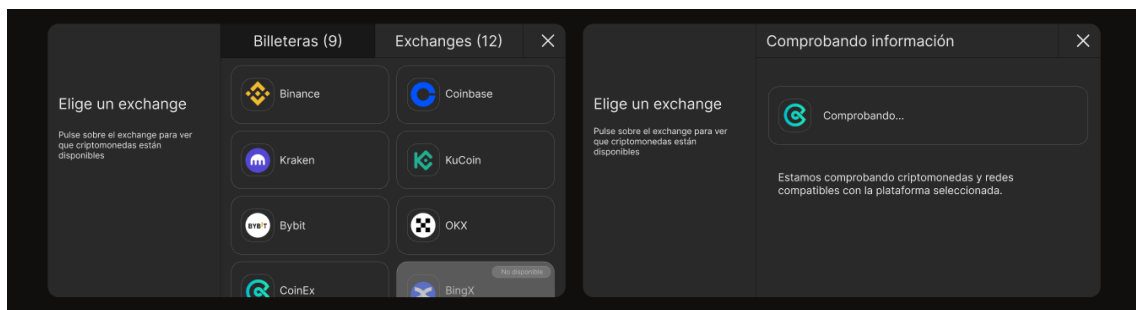 Billeteras (9)
Exchanges (12)
Elige un exchange
Pulse sobre el exchange para ver
que criptomonedas están
disponibles
Binance
Coinbase
Kraken
KuCoin
BYBIT
Bybit
OKX
CoinEx
No disponible
BingX
Comprobando información
Elige un exchange
Pulse sobre el exchange para ver
que criptomonedas están
disponibles
Comprobando...
Estamos comprobando criptomonedas y redes
compatibles con la plataforma seleccionada.